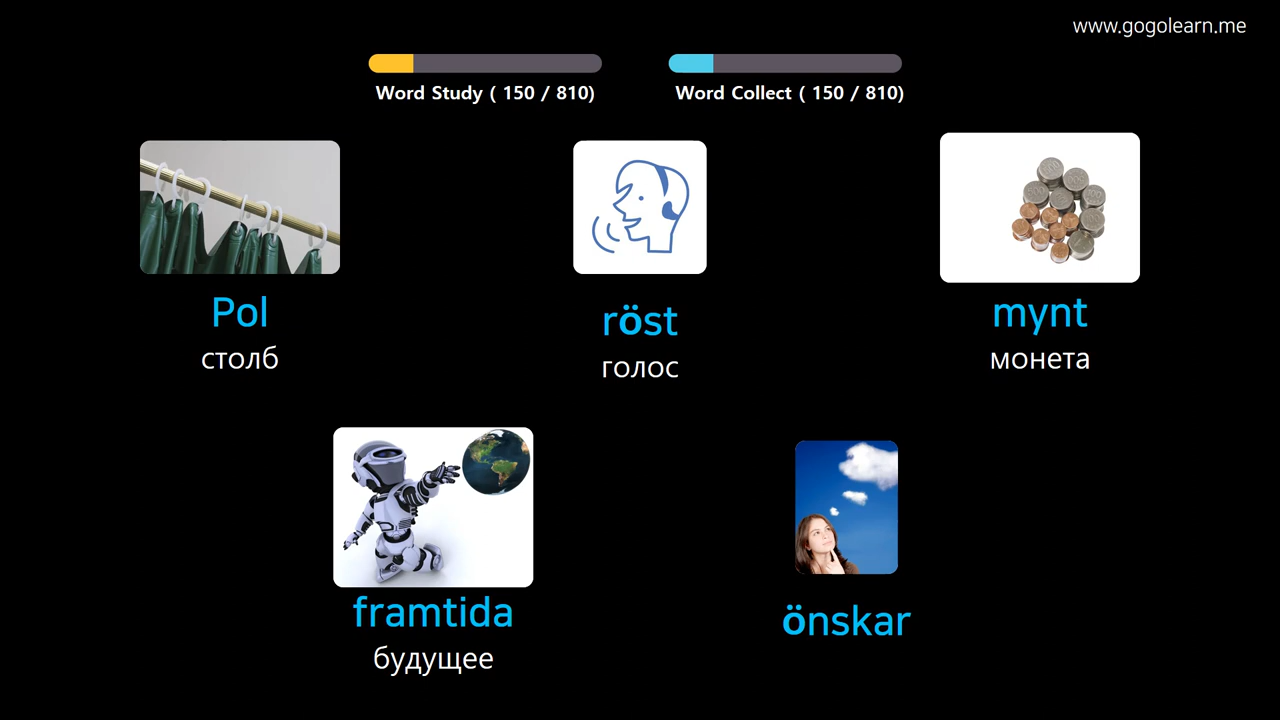 www.gogolearn.me
Word Study ( 150 / 810)
Word Collect ( 150 / 810)
Pol
столб
röst
голос
mynt
монета
framtida
будущее
önskar